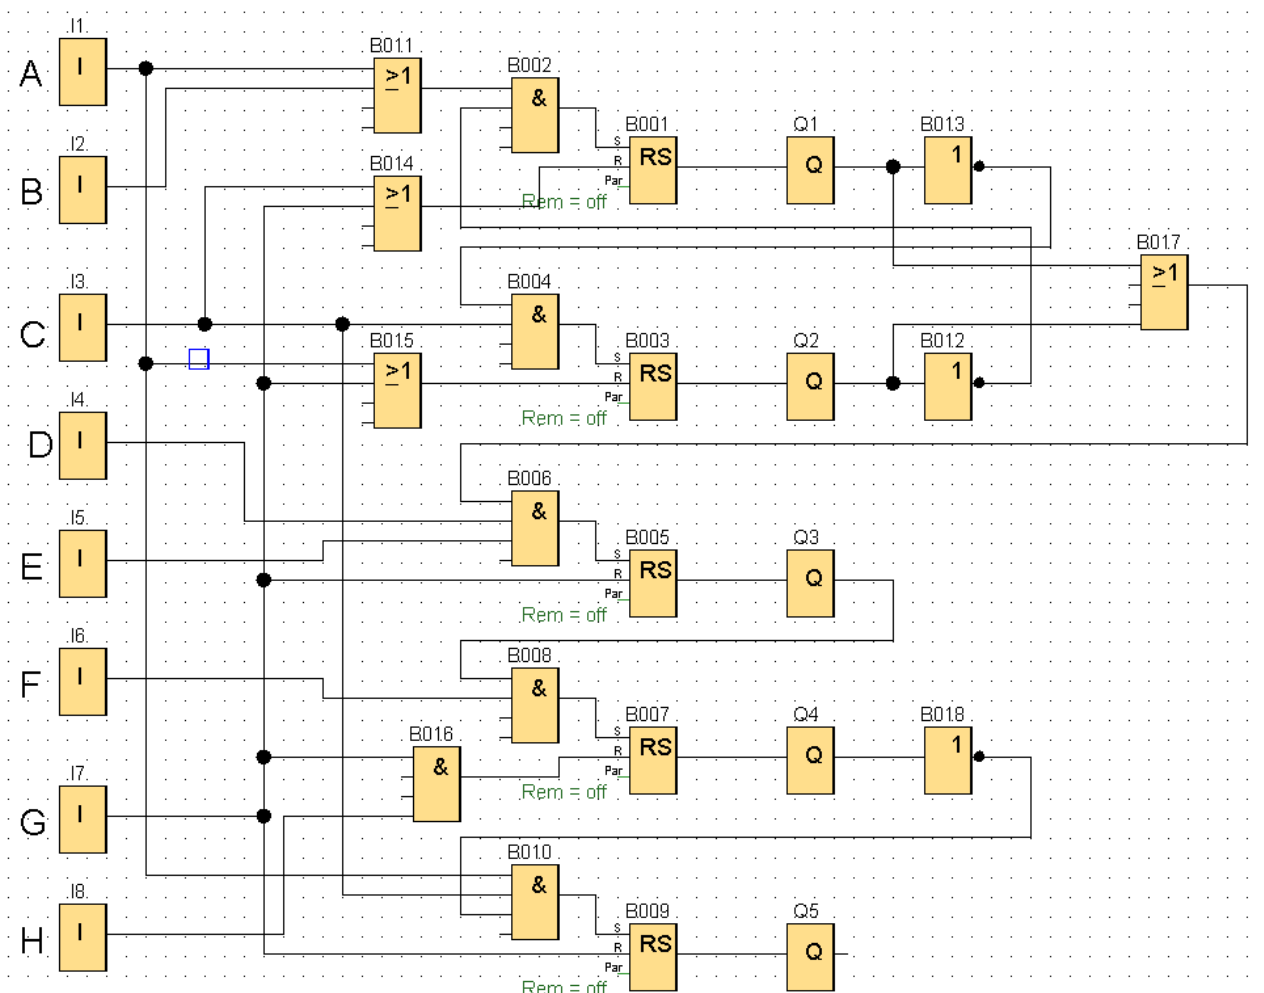 I1
A
I
B011
≥1
B002
&
I2
B
I
B014
≥1
B001
S
R
RS
Par
Rem = off
Q1
Q
B013
1
B017
≥1
I3
C
I
B004
&
B015
≥1
B003
S
R
RS
Par
Rem = off
Q2
Q
B012
1
I4
D
I
B006
&
I5
E
I
B005
S
R
RS
Par
Rem = off
Q3
Q
I6
F
I
B008
&
B016
&
B007
S
R
RS
Par
Rem = off
Q4
Q
B018
1
I7
G
I
B010
&
I8
H
I
B009
S
R
RS
Par
Rem = off
Q5
Q